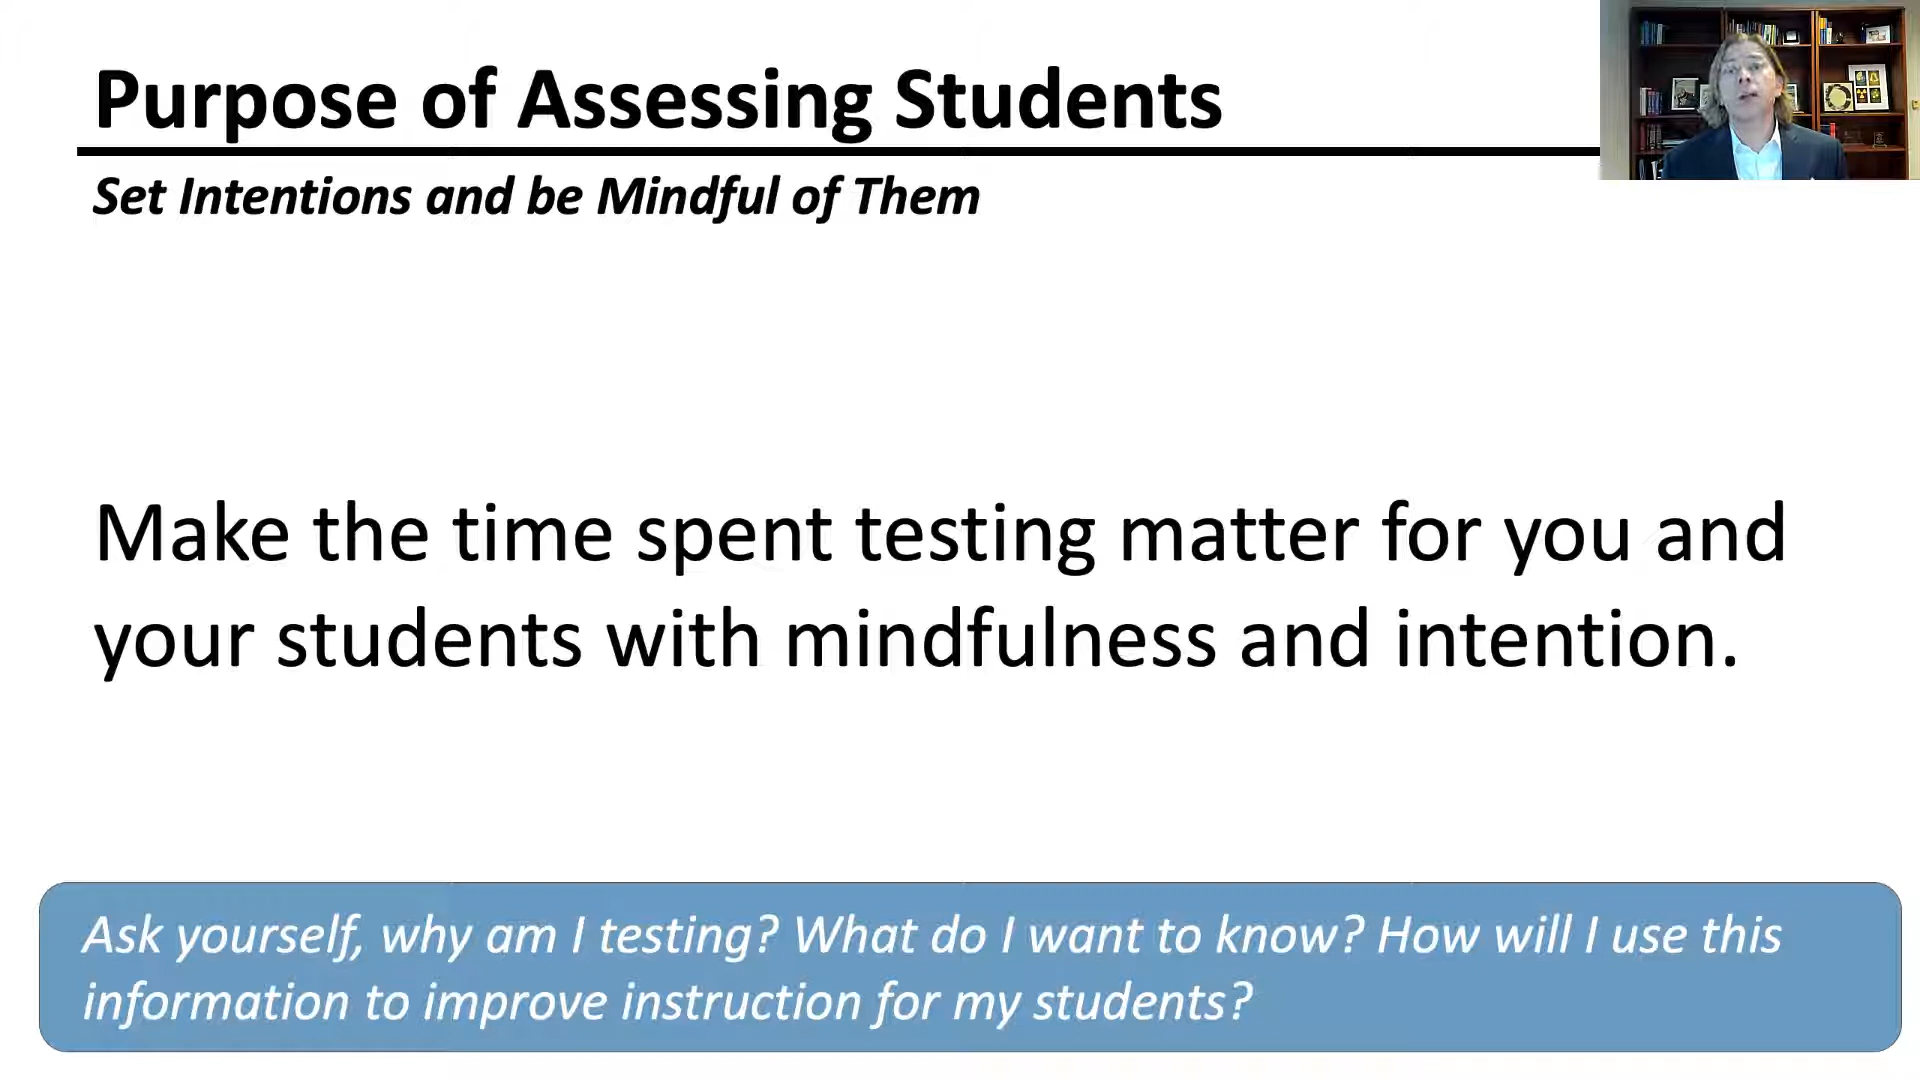 Purpose of Assessing Students
Set Intentions and be Mindful of Them
Make the time spent testing matter for you and
your students with mindfulness and intention.
Ask yourself, why am I testing? What do I want to know? How will I use this
information to improve instruction for my students?